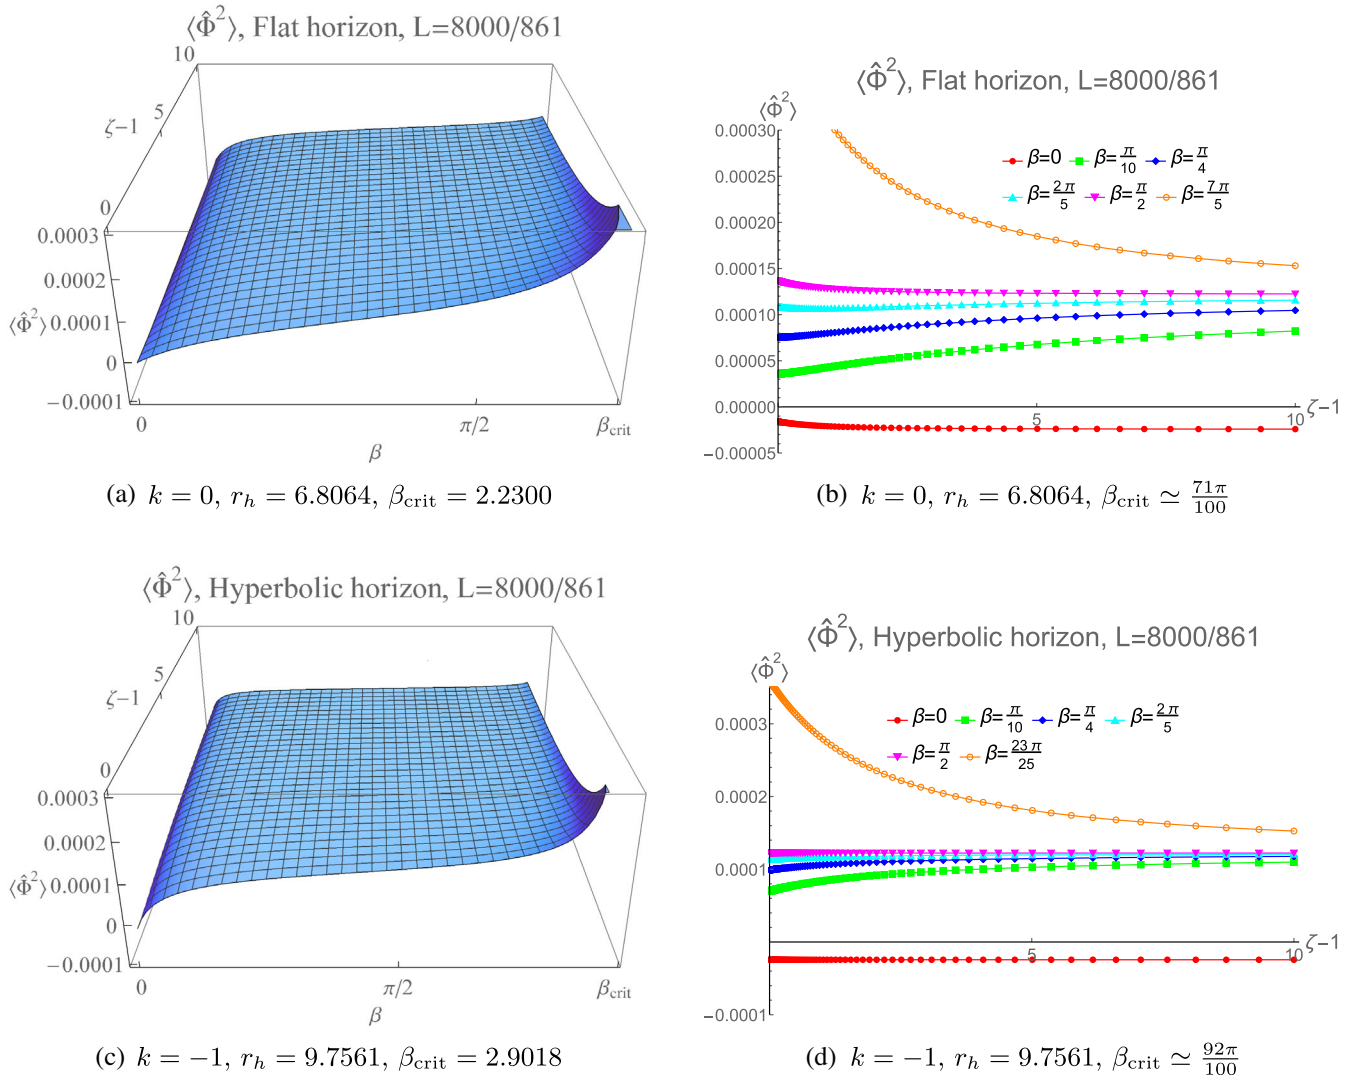 ⟨Φ̂²⟩, Flat horizon, L=8000/861
10
5
ζ−1
0
0.0003
0.0002
⟨Φ̂²⟩ 0.0001
0
−0.0001
0
π/2
β_crit
β
(a) k = 0, r_h = 6.8064, β_crit = 2.2300
⟨Φ̂²⟩, Flat horizon, L=8000/861
⟨Φ̂²⟩
0.00030
0.00025
0.00020
0.00015
0.00010
0.00005
0.00000
−0.00005
β=0 β=π/10 β=π/4
β=2π/5 β=π/2 β=7π/5
5
10
ζ−1
(b) k = 0, r_h = 6.8064, β_crit ≃ 71π/100
⟨Φ̂²⟩, Hyperbolic horizon, L=8000/861
10
5
ζ−1
0
0.0003
0.0002
⟨Φ̂²⟩ 0.0001
0
−0.0001
0
π/2
β_crit
β
(c) k = −1, r_h = 9.7561, β_crit = 2.9018
⟨Φ̂²⟩, Hyperbolic horizon, L=8000/861
⟨Φ̂²⟩
0.0003
0.0002
0.0001
−0.0001
β=0 β=π/10 β=π/4 β=2π/5
β=π/2 β=23π/25
5
10
ζ−1
(d) k = −1, r_h = 9.7561, β_crit ≃ 92π/100